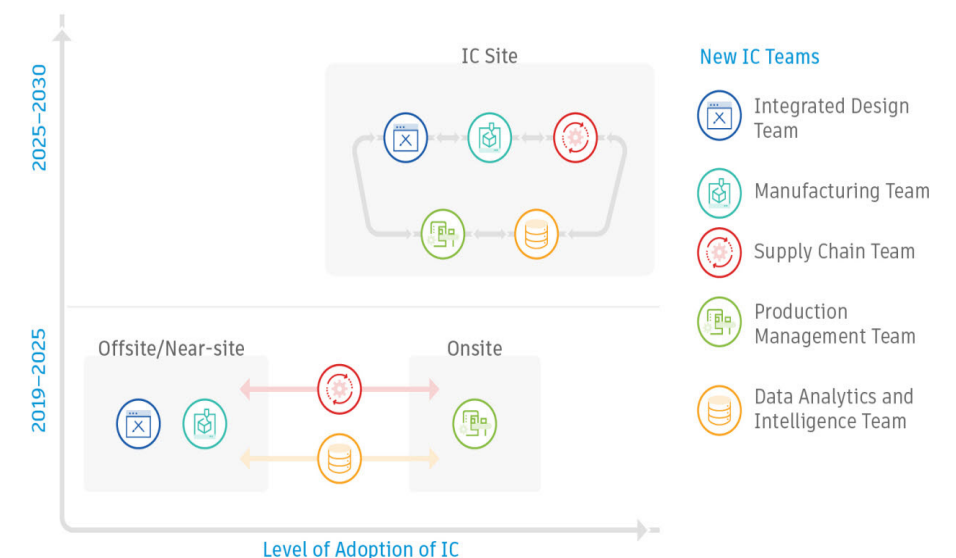 IC Site
New IC Teams
2025–2030
Integrated Design
Team
Manufacturing Team
Supply Chain Team
Production
Management Team
Offsite/Near-site
Onsite
2019–2025
Data Analytics and
Intelligence Team
Level of Adoption of IC